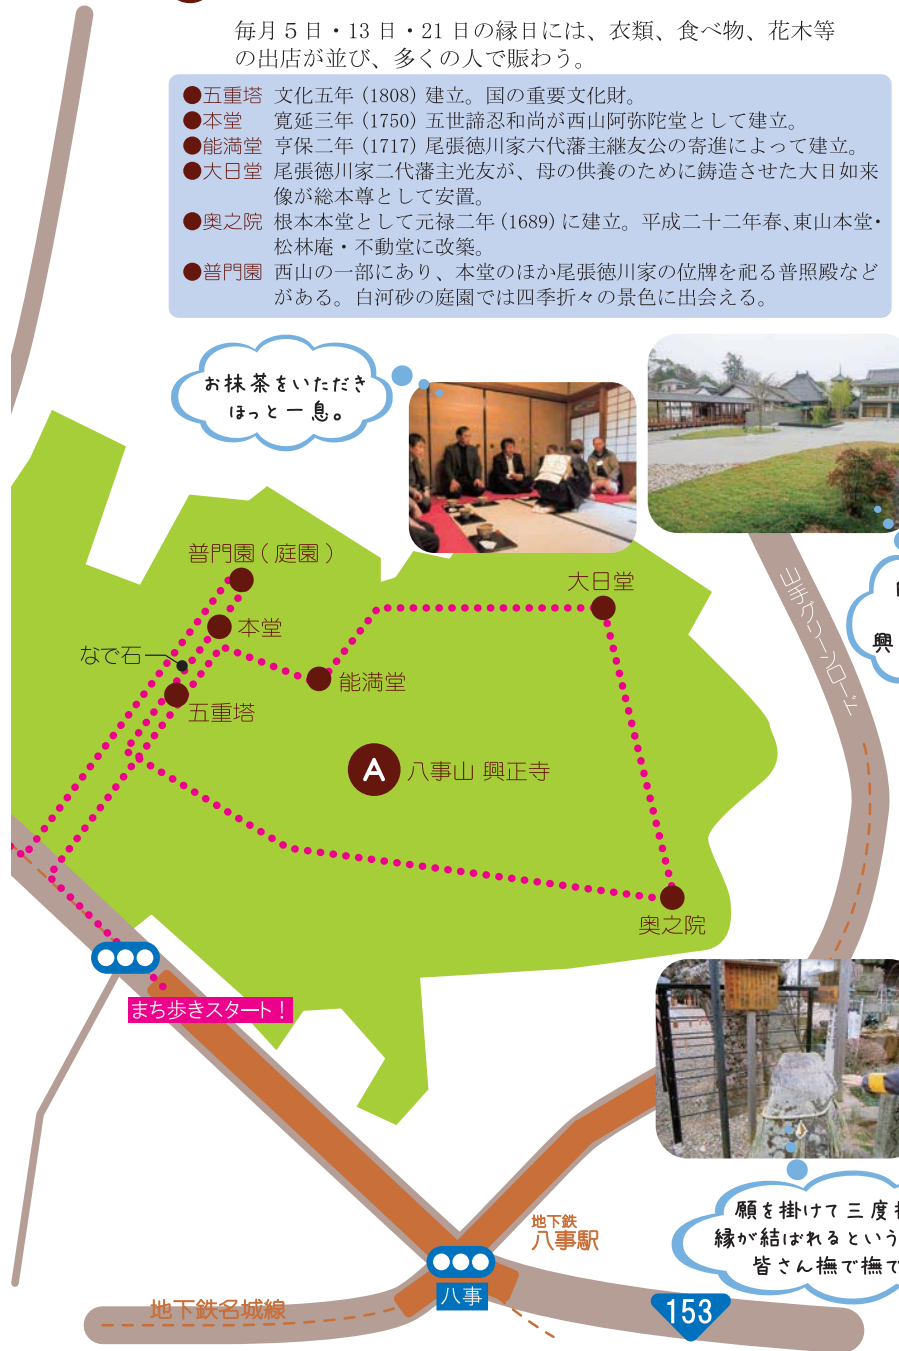 毎月5日・13日・21日の縁日には、衣類、食べ物、花木等
の出店が並び、多くの人で賑わう。
●五重塔 文化五年(1808)建立。国の重要文化財。
●本堂 寛延三年(1750)五世諦忍和尚が西山阿弥陀堂として建立。
●能満堂 亨保二年(1717)尾張徳川家六代藩主継友公の寄進によって建立。
●大日堂 尾張徳川家二代藩主光友が、母の供養のために鋳造させた大日如来
像が総本尊として安置。
●奥之院 根本本堂として元禄二年(1689)に建立。平成二十二年春、東山本堂・
松林庵・不動堂に改築。
●普門園 西山の一部にあり、本堂のほか尾張徳川家の位牌を祀る普照殿など
がある。白河砂の庭園では四季折々の景色に出会える。
お抹茶をいただき
ほっと一息。
普門園(庭園)
大日堂
本堂
なで石
能満堂
五重塔
A 八事山 興正寺
奥之院
山手グリーンロード
興
まち歩きスタート!
願を掛けて三度
縁が結ばれるという
皆さん撫で撫で
地下鉄
八事駅
八事
地下鉄名城線
153